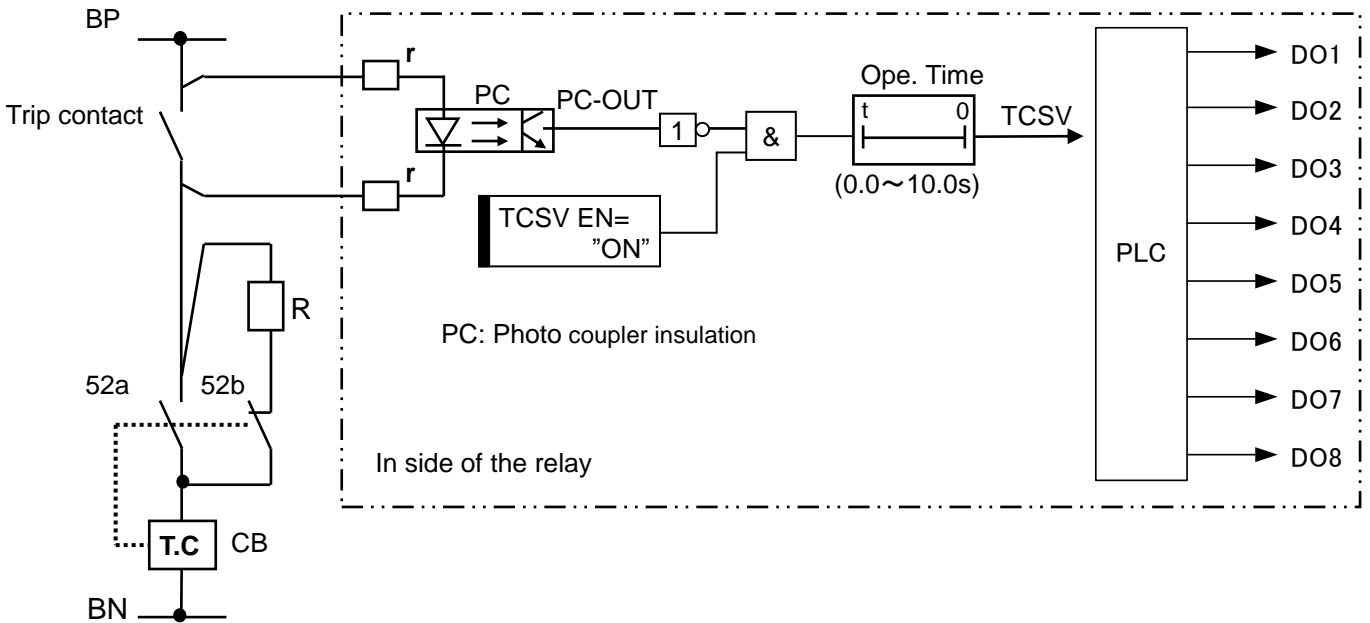 BP
Trip contact
r
r
PC
PC-OUT
1
&
Ope. Time
t 0
(0.0～10.0s)
TCSV
TCSV EN=
”ON”
PC: Photo coupler insulation
In side of the relay
PLC
DO1
DO2
DO3
DO4
DO5
DO6
DO7
DO8
R
52a
52b
T.C
CB
BN